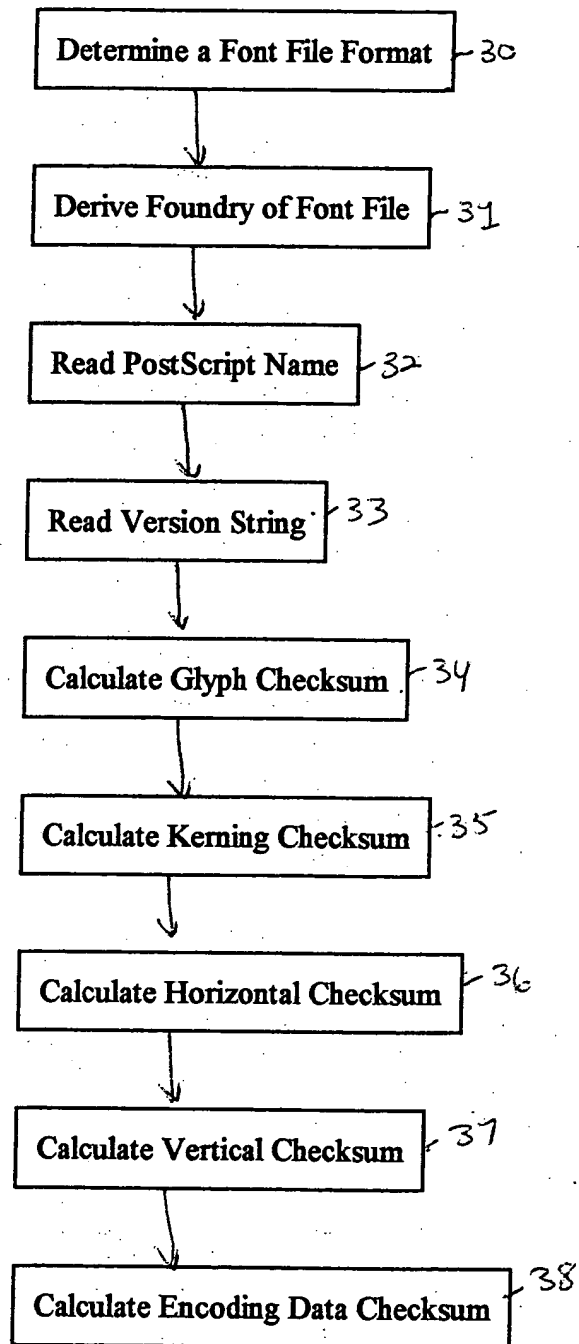 Determine a Font File Format 30
Derive Foundry of Font File 31
Read PostScript Name 32
Read Version String 33
Calculate Glyph Checksum 34
Calculate Kerning Checksum 35
Calculate Horizontal Checksum 36
Calculate Vertical Checksum 37
Calculate Encoding Data Checksum 38